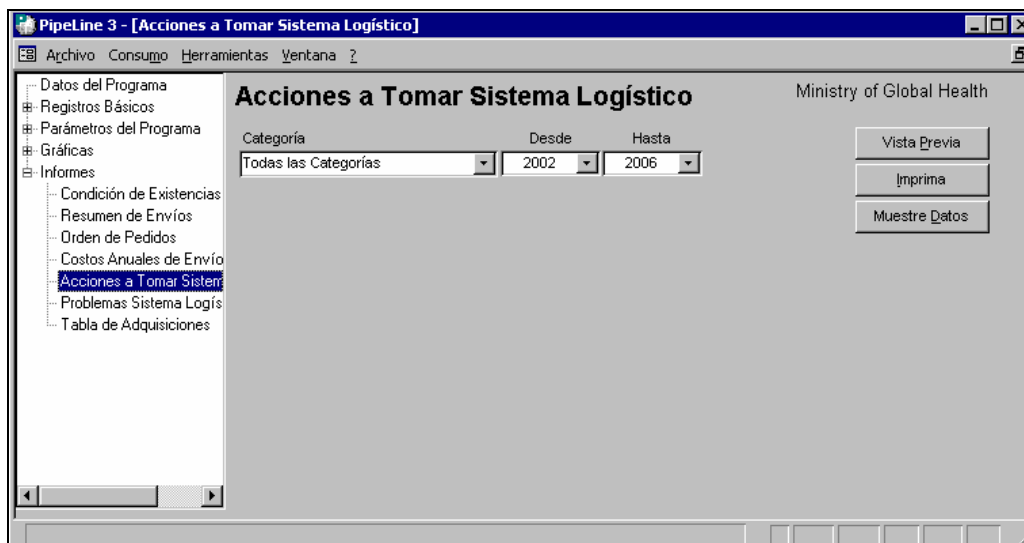 PipeLine 3 - [Acciones a Tomar Sistema Logístico]
Archivo Consumo Herramientas Ventana ?
Datos del Programa
Registros Básicos
Parámetros del Programa
Gráficas
Informes
Condición de Existencias
Resumen de Envíos
Orden de Pedidos
Costos Anuales de Envío
Acciones a Tomar Sistem
Problemas Sistema Logís
Tabla de Adquisiciones
Acciones a Tomar Sistema Logístico
Ministry of Global Health
Categoría Desde Hasta
Todas las Categorías 2002 2006
Vista Previa
Imprima
Muestre Datos